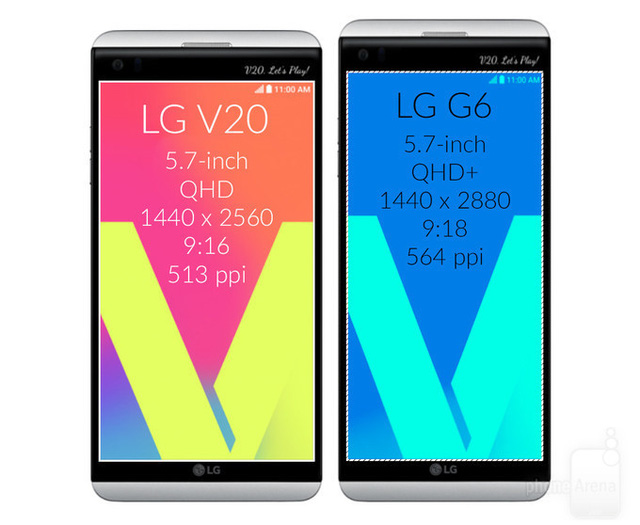 V20. Let's Play!
11:00 AM
LG V20
5.7-inch
QHD
1440 x 2560
9:16
513 ppi
LG
V20. Let's Play!
11:00 AM
LG G6
5.7-inch
QHD+
1440 x 2880
9:18
564 ppi
LG
phoneArena